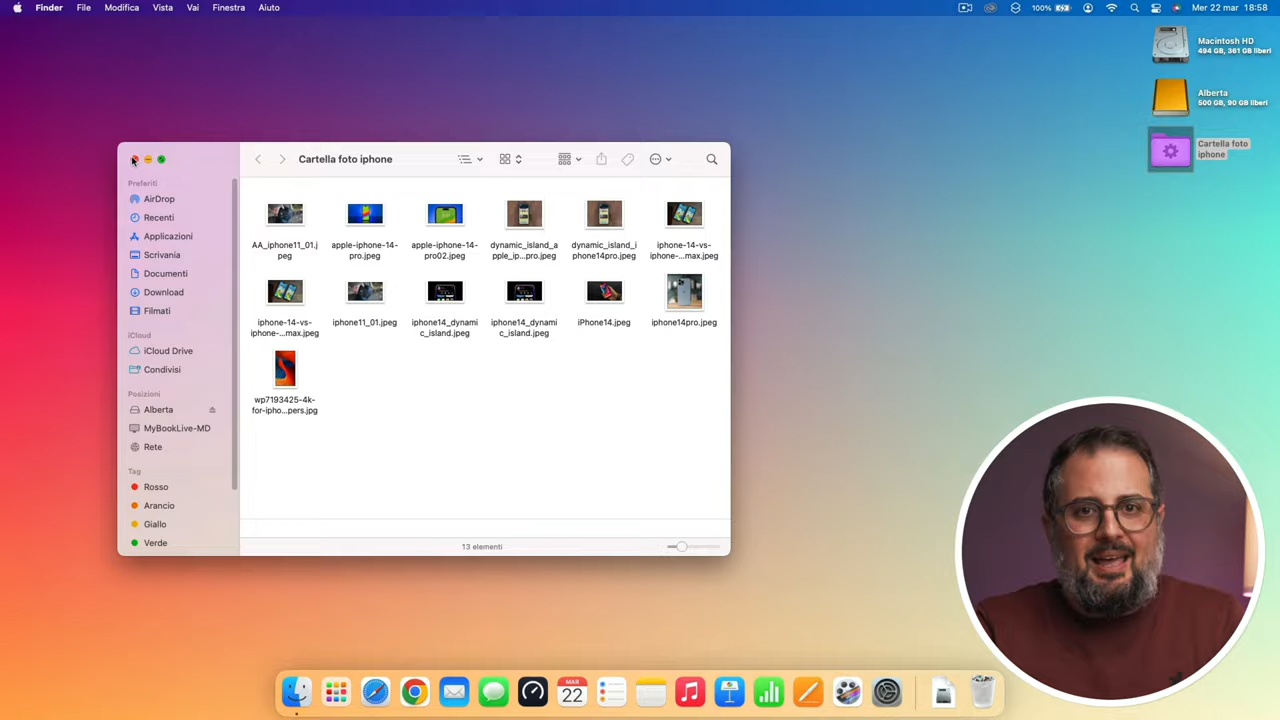 Finder File Modifica Vista Vai Finestra Aiuto 100% Mer 22 mar 18:58
Macintosh HD
494 GB, 361 GB liberi
Alberta
500 GB, 90 GB liberi
Cartella foto
iphone
Cartella foto iphone
Preferiti
AirDrop
Recenti
Applicazioni
Scrivania
Documenti
Download
Filmati
iCloud
iCloud Drive
Condivisi
Posizioni
Alberta
MyBookLive-MD
Rete
Tag
Rosso
Arancio
Giallo
Verde
AA_iphone11_01.j
peg
apple-iphone-14-
pro.jpeg
apple-iphone-14-
pro02.jpeg
dynamic_island_a
pple_ip...pro.jpeg
dynamic_island_i
phone14pro.jpeg
iphone-14-vs-
iphone-...max.jpeg
iphone-14-vs-
iphone-...max.jpeg
iphone11_01.jpeg
iphone14_dynami
c_island.jpeg
iphone14_dynami
c_island.jpeg
iPhone14.jpeg
iphone14pro.jpeg
wp7193425-4k-
for-ipho...pers.jpg
13 elementi
MAR
22